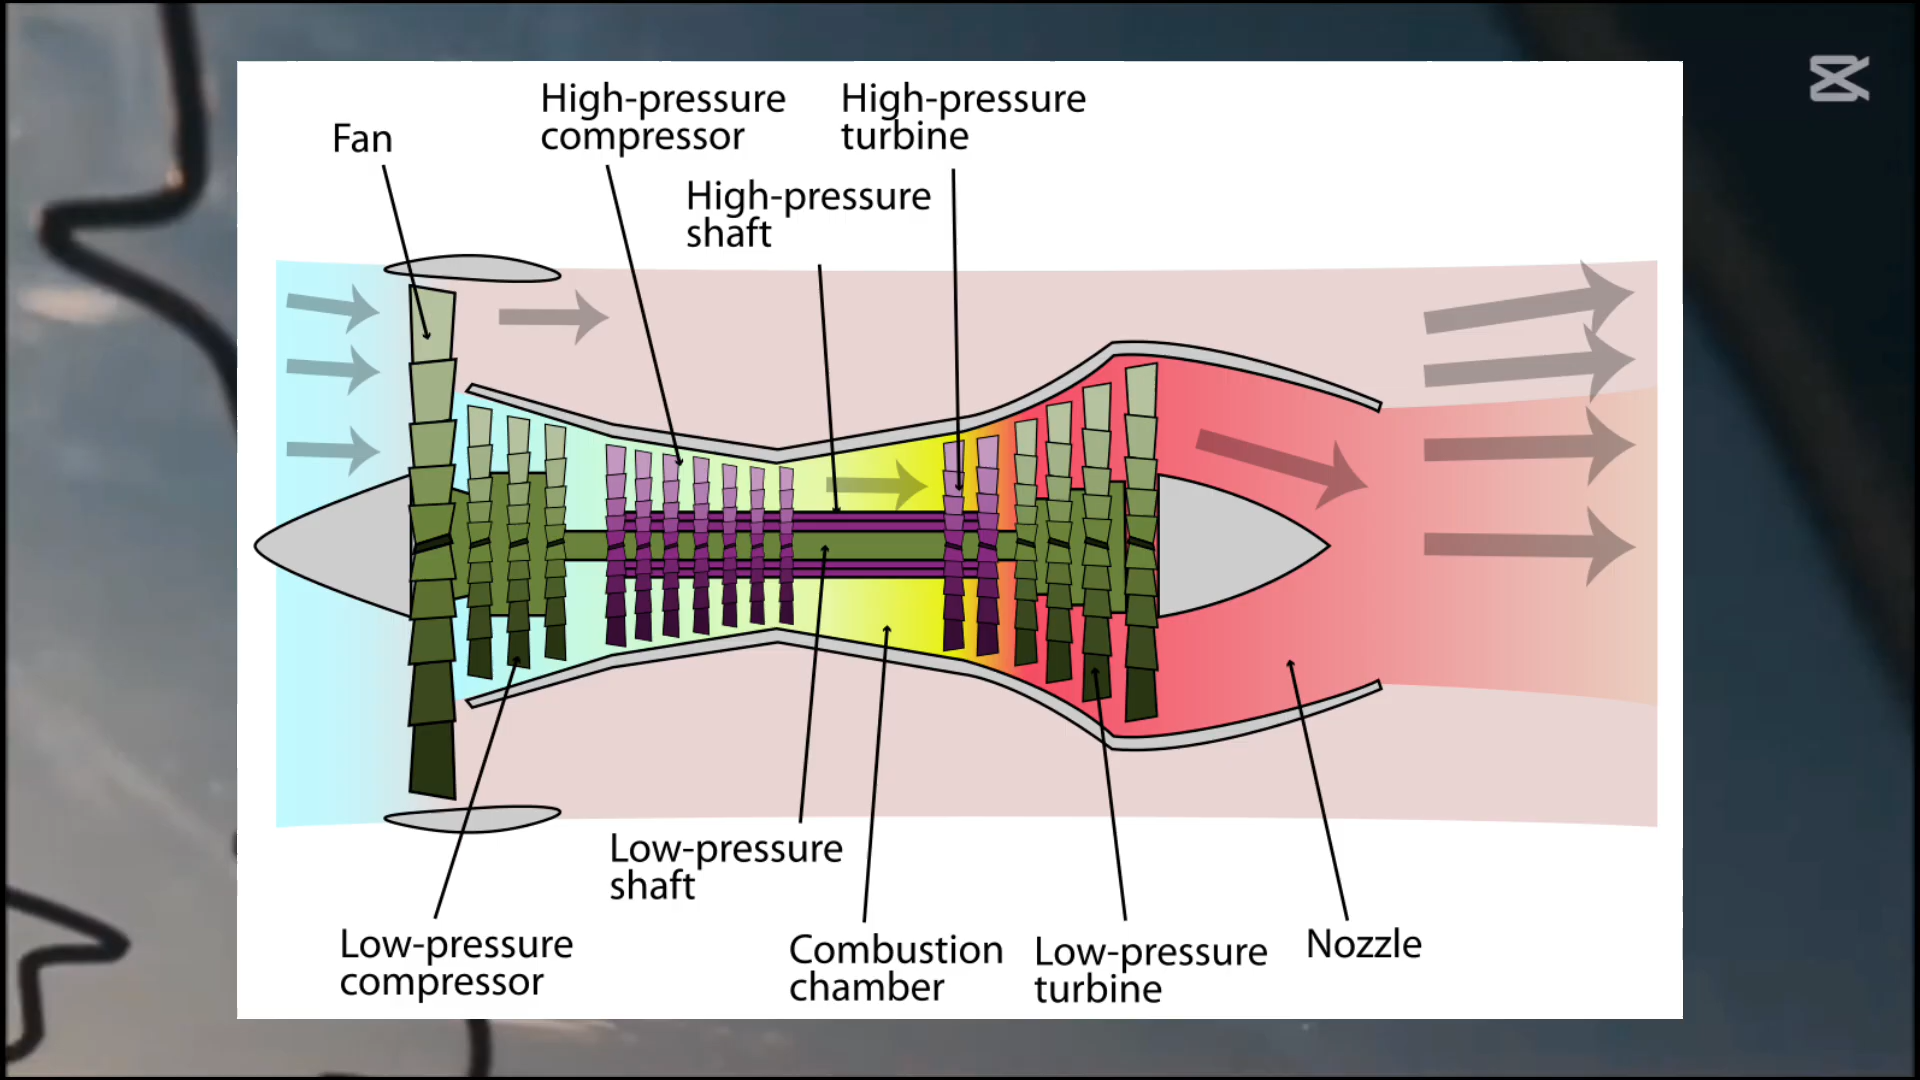 Fan
High-pressure
compressor
High-pressure
turbine
High-pressure
shaft
Low-pressure
shaft
Low-pressure
compressor
Combustion
chamber
Low-pressure
turbine
Nozzle